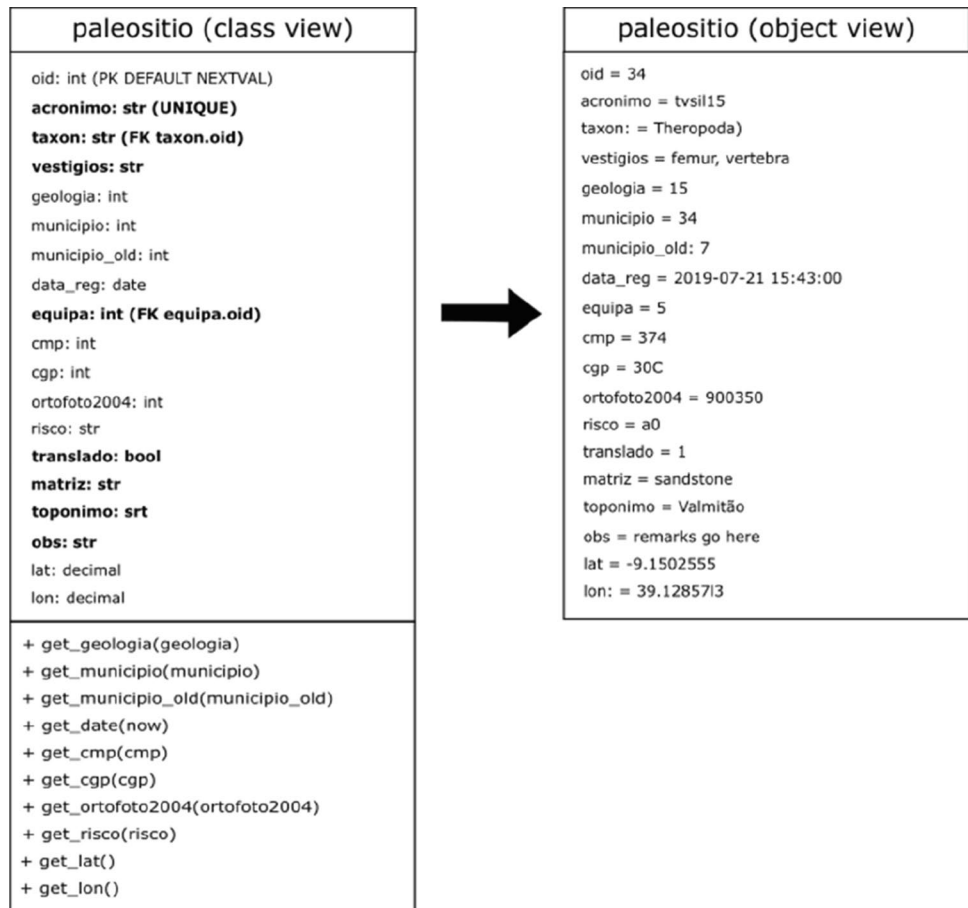 paleositio (class view)
oid: int (PK DEFAULT NEXTVAL)
acronimo: str (UNIQUE)
taxon: str (FK taxon.oid)
vestigios: str
geologia: int
municipio: int
municipio_old: int
data_reg: date
equipa: int (FK equipa.oid)
cmp: int
cgp: int
ortofoto2004: int
risco: str
translado: bool
matriz: str
toponimo: srt
obs: str
lat: decimal
lon: decimal
+ get_geologia(geologia)
+ get_municipio(municipio)
+ get_municipio_old(municipio_old)
+ get_date(now)
+ get_cmp(cmp)
+ get_cgp(cgp)
+ get_ortofoto2004(ortofoto2004)
+ get_risco(risco)
+ get_lat()
+ get_lon()
paleositio (object view)
oid = 34
acronimo = tvsil15
taxon: = Theropoda)
vestigios = femur, vertebra
geologia = 15
municipio = 34
municipio_old: 7
data_reg = 2019-07-21 15:43:00
equipa = 5
cmp = 374
cgp = 30C
ortofoto2004 = 900350
risco = a0
translado = 1
matriz = sandstone
toponimo = Valmitão
obs = remarks go here
lat = -9.1502555
lon: = 39.12857l3